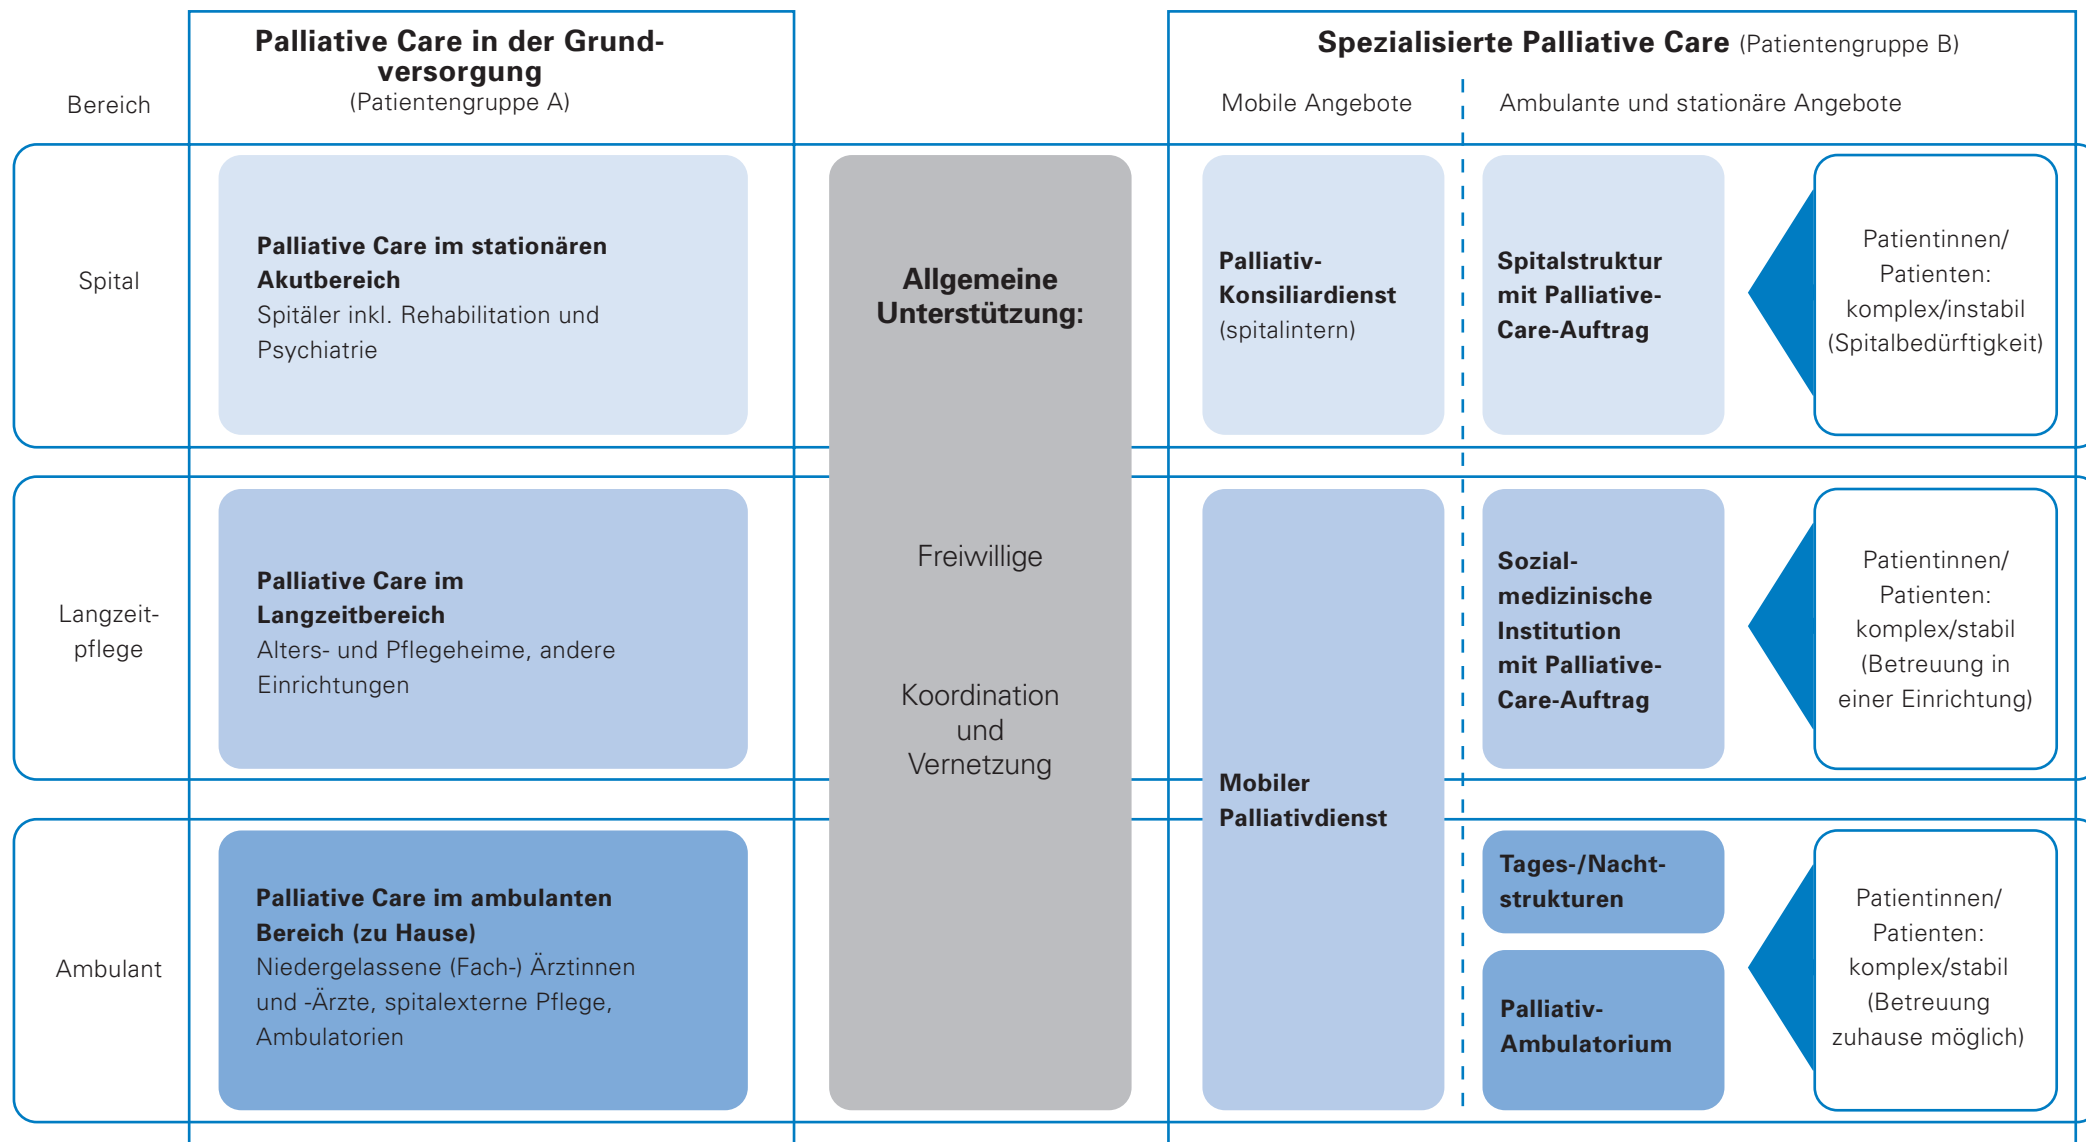 Palliative Care in der Grund-
versorgung
(Patientengruppe A)
Spezialisierte Palliative Care (Patientengruppe B)
Bereich
Mobile Angebote
Ambulante und stationäre Angebote
Spital
Palliative Care im stationären
Akutbereich
Spitäler inkl. Rehabilitation und
Psychiatrie
Allgemeine
Unterstützung:
Freiwillige
Koordination
und
Vernetzung
Palliativ-
Konsiliardienst
(spitalintern)
Spitalstruktur
mit Palliative-
Care-Auftrag
Patientinnen/
Patienten:
komplex/instabil
(Spitalbedürftigkeit)
Langzeit-
pflege
Palliative Care im
Langzeitbereich
Alters- und Pflegeheime, andere
Einrichtungen
Mobiler
Palliativdienst
Sozial-
medizinische
Institution
mit Palliative-
Care-Auftrag
Patientinnen/
Patienten:
komplex/stabil
(Betreuung in
einer Einrichtung)
Ambulant
Palliative Care im ambulanten
Bereich (zu Hause)
Niedergelassene (Fach-) Ärztinnen
und -Ärzte, spitalexterne Pflege,
Ambulatorien
Tages-/Nacht-
strukturen
Palliativ-
Ambulatorium
Patientinnen/
Patienten:
komplex/stabil
(Betreuung
zuhause möglich)